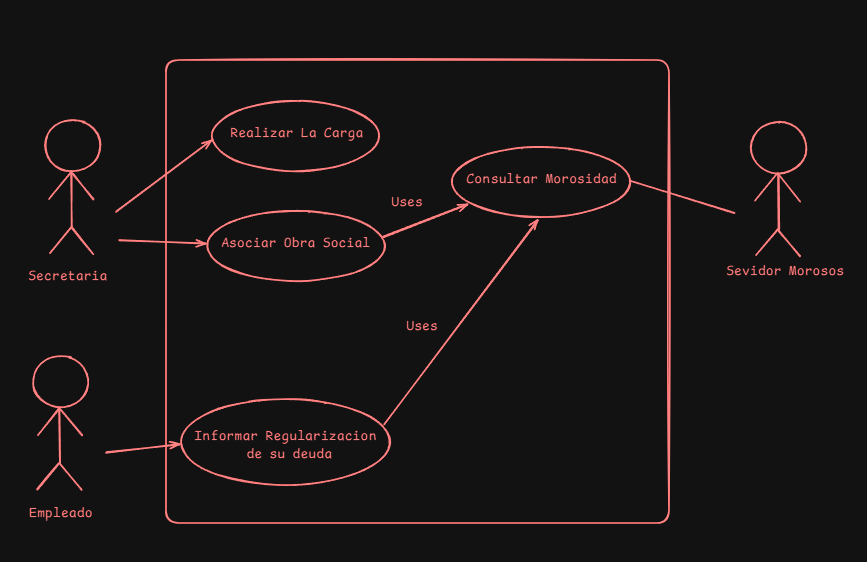 Realizar La Carga
Consultar Morosidad
Uses
Asociar Obra Social
Secretaria
Sevidor Morosos
Uses
Informar Regularizacion
de su deuda
Empleado